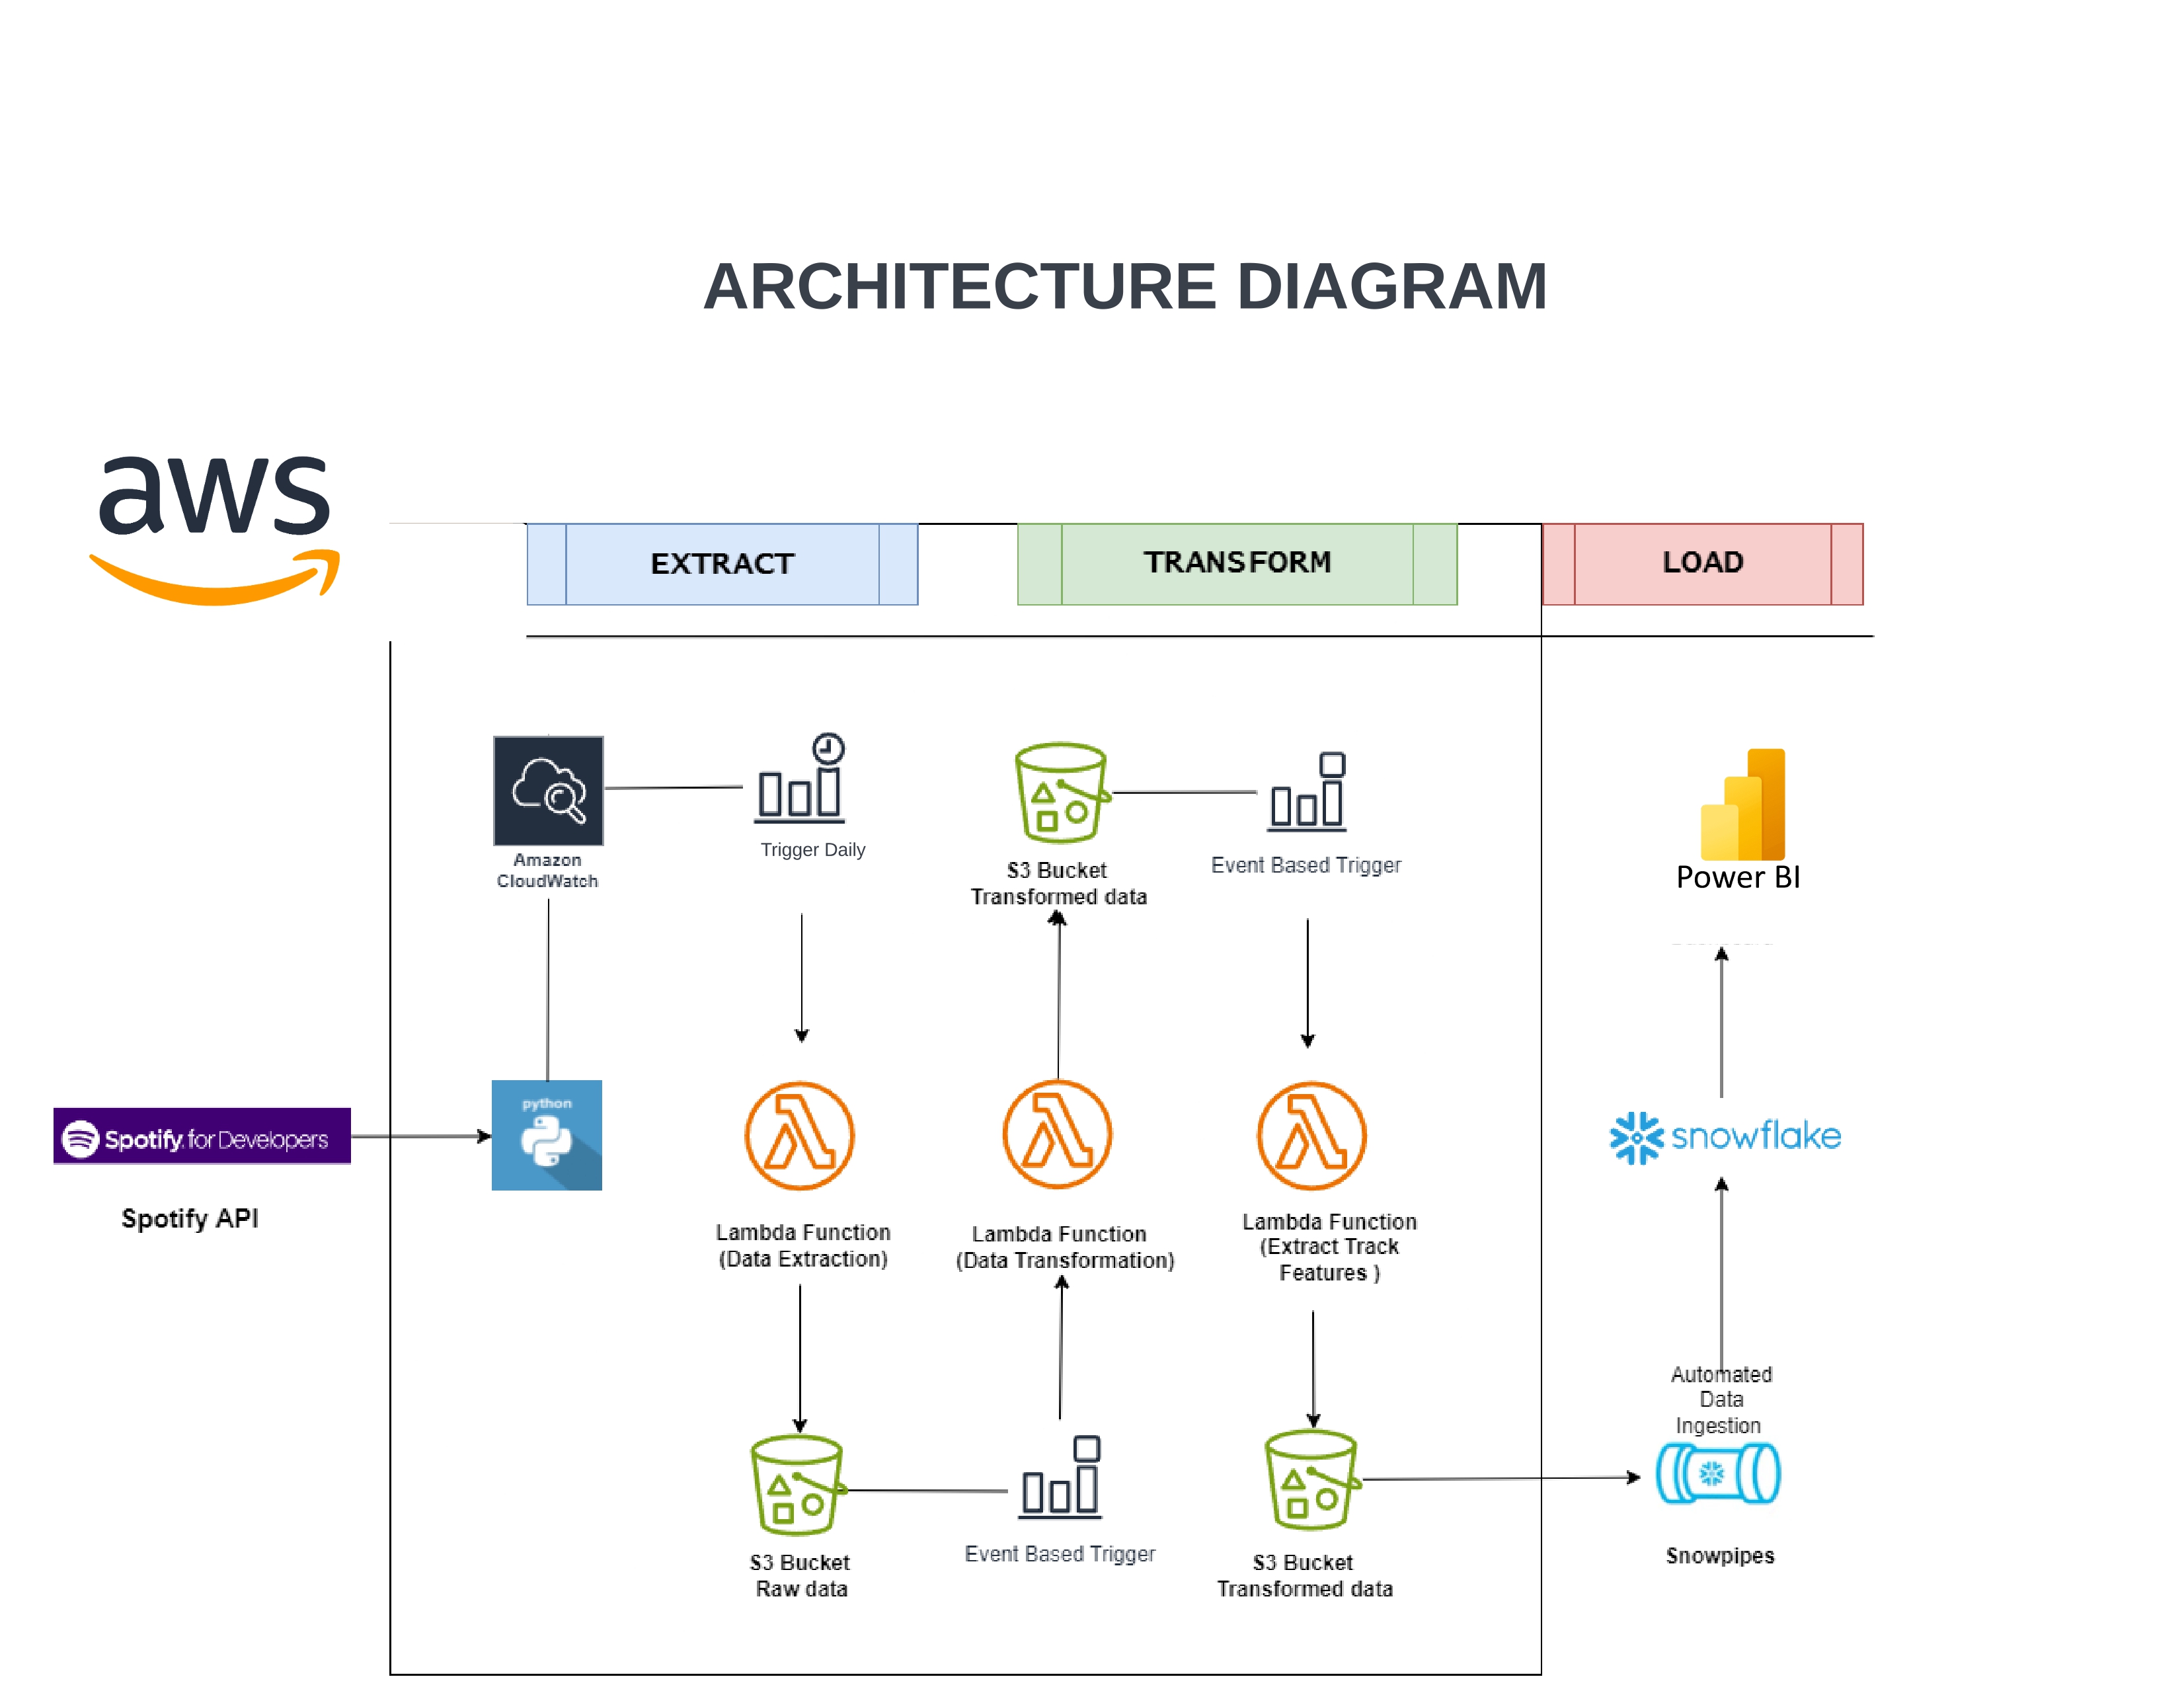 ARCHITECTURE DIAGRAM
aws
EXTRACT
TRANSFORM
LOAD
Amazon
CloudWatch
Trigger Daily
S3 Bucket
Transformed data
Event Based Trigger
Power BI
python
Spotify for Developers
Spotify API
Lambda Function
(Data Extraction)
Lambda Function
(Data Transformation)
Lambda Function
(Extract Track
Features )
snowflake
Automated
Data
Ingestion
S3 Bucket
Raw data
Event Based Trigger
S3 Bucket
Transformed data
Snowpipes